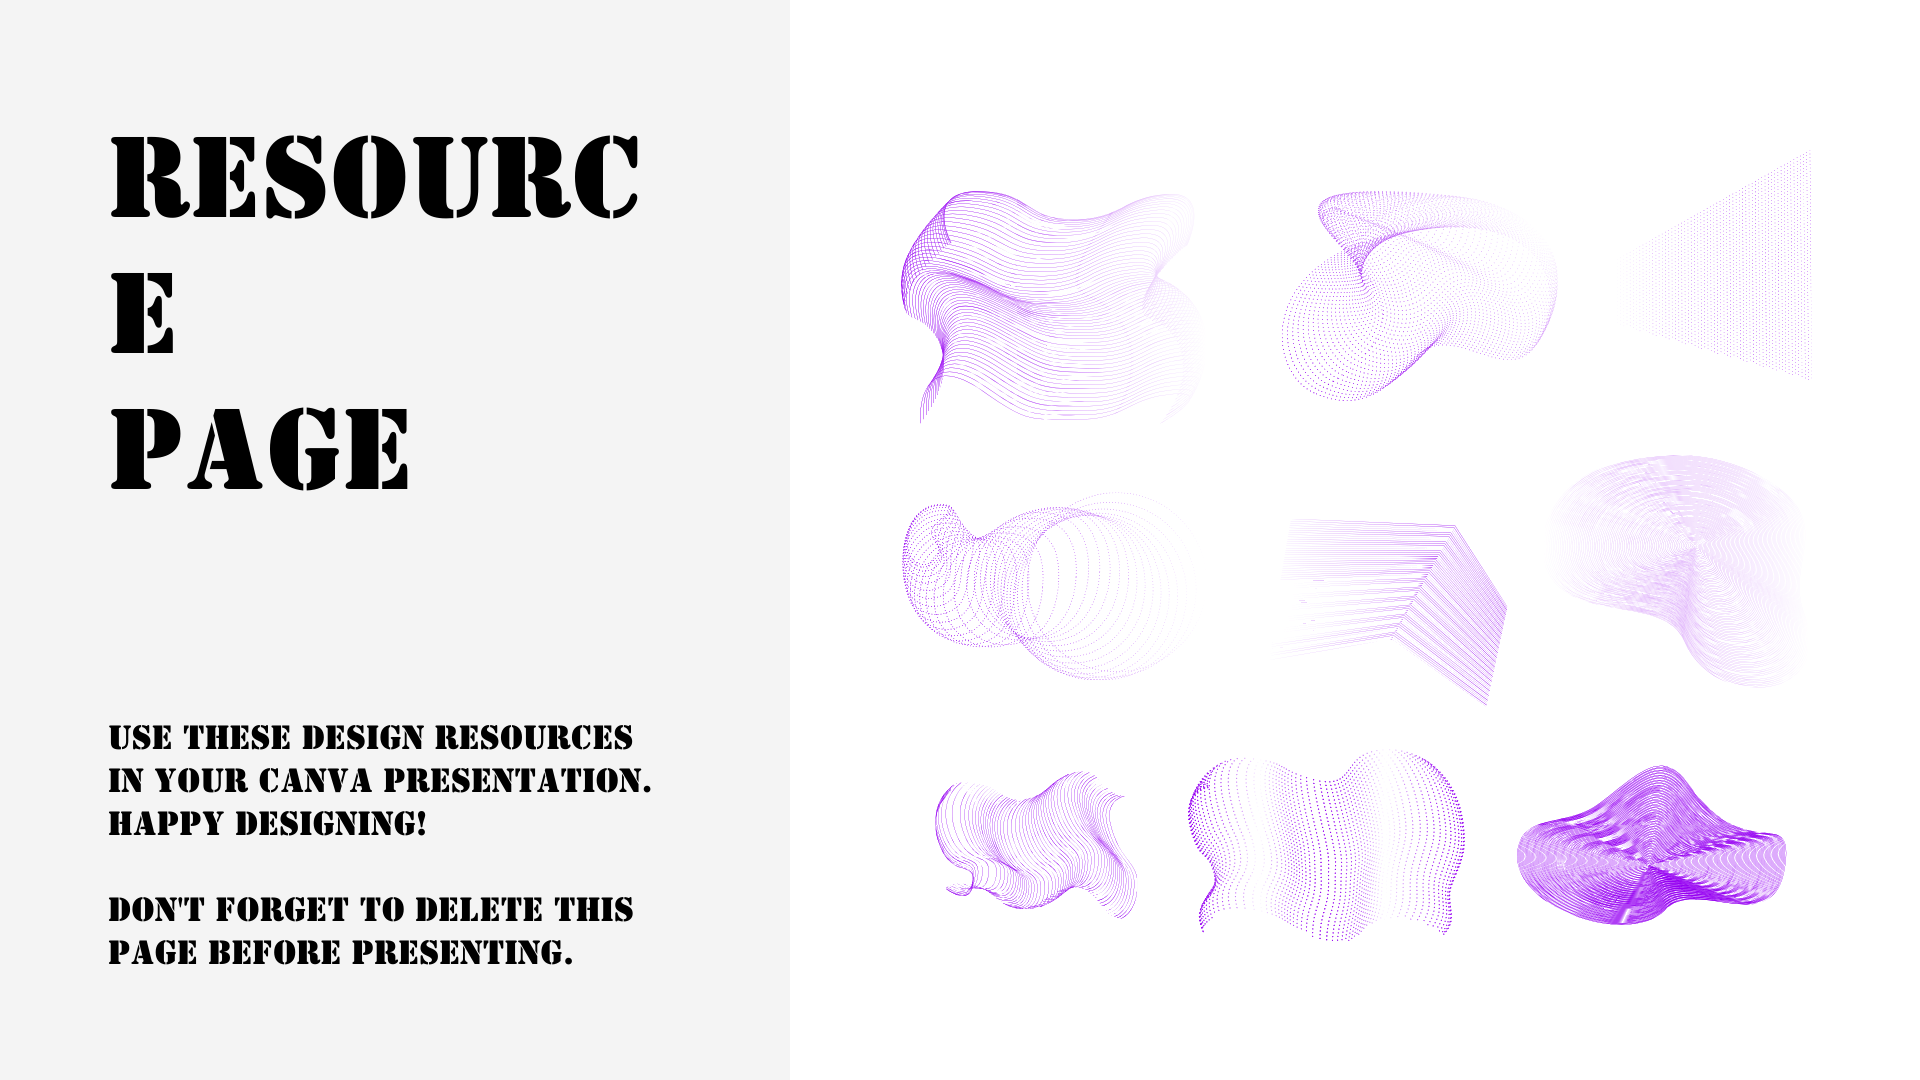 RESOURC
E
PAGE
USE THESE DESIGN RESOURCES
IN YOUR CANVA PRESENTATION.
HAPPY DESIGNING!
DON'T FORGET TO DELETE THIS
PAGE BEFORE PRESENTING.